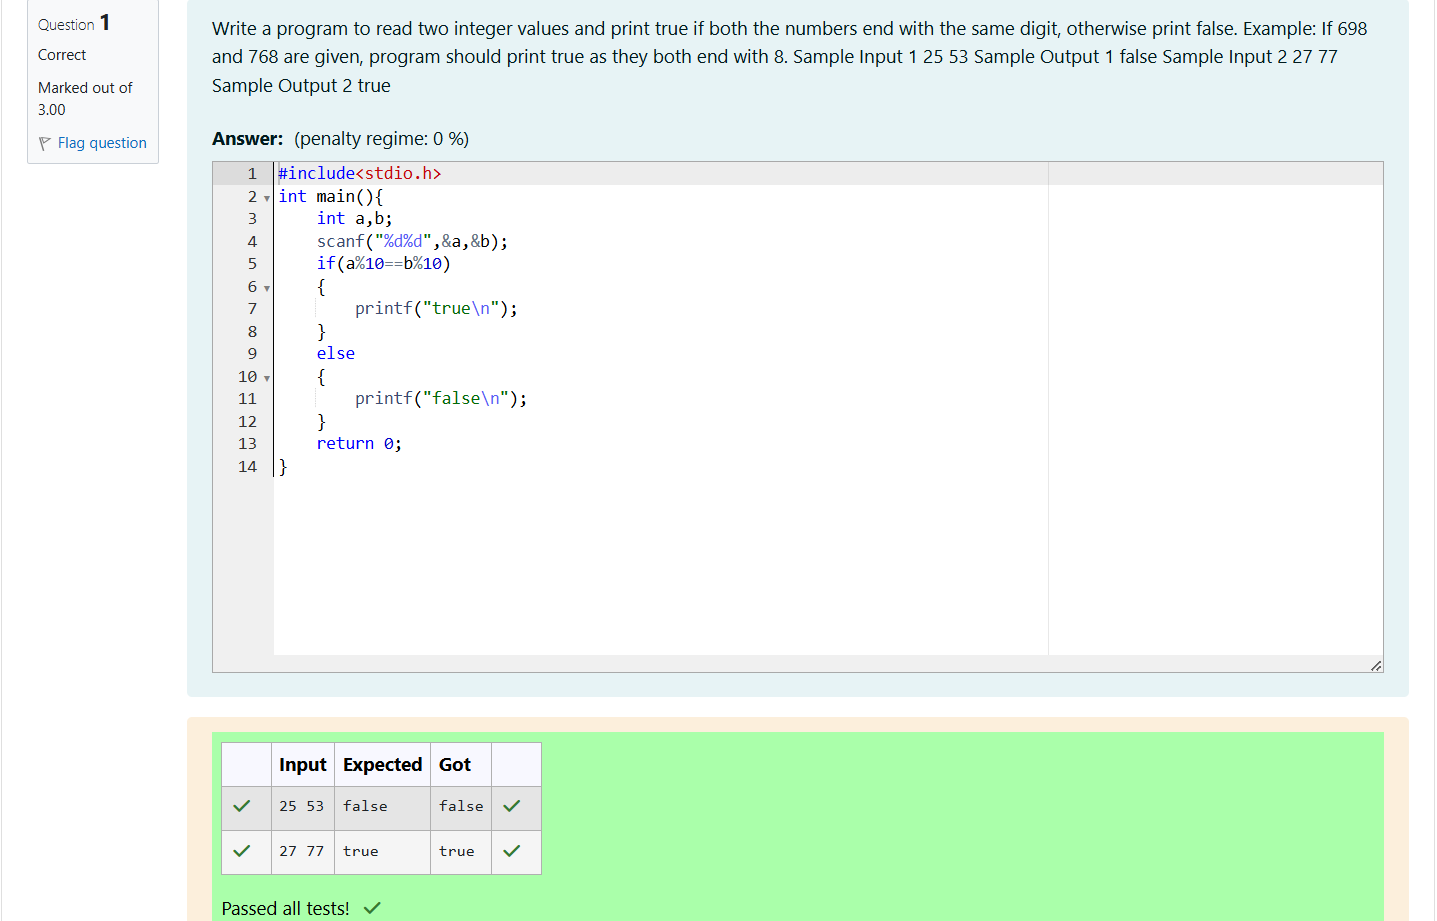 Question 1
Correct
Marked out of
3.00
Flag question
Write a program to read two integer values and print true if both the numbers end with the same digit, otherwise print false. Example: If 698
and 768 are given, program should print true as they both end with 8. Sample Input 1 25 53 Sample Output 1 false Sample Input 2 27 77
Sample Output 2 true
Answer: (penalty regime: 0 %)
1 #include<stdio.h>
2 int main(){
3     int a,b;
4     scanf("%d%d",&a,&b);
5     if(a%10==b%10)
6     {
7         printf("true\n");
8     }
9     else
10     {
11         printf("false\n");
12     }
13     return 0;
14 }
Input Expected Got
25 53 false false
27 77 true true
Passed all tests!